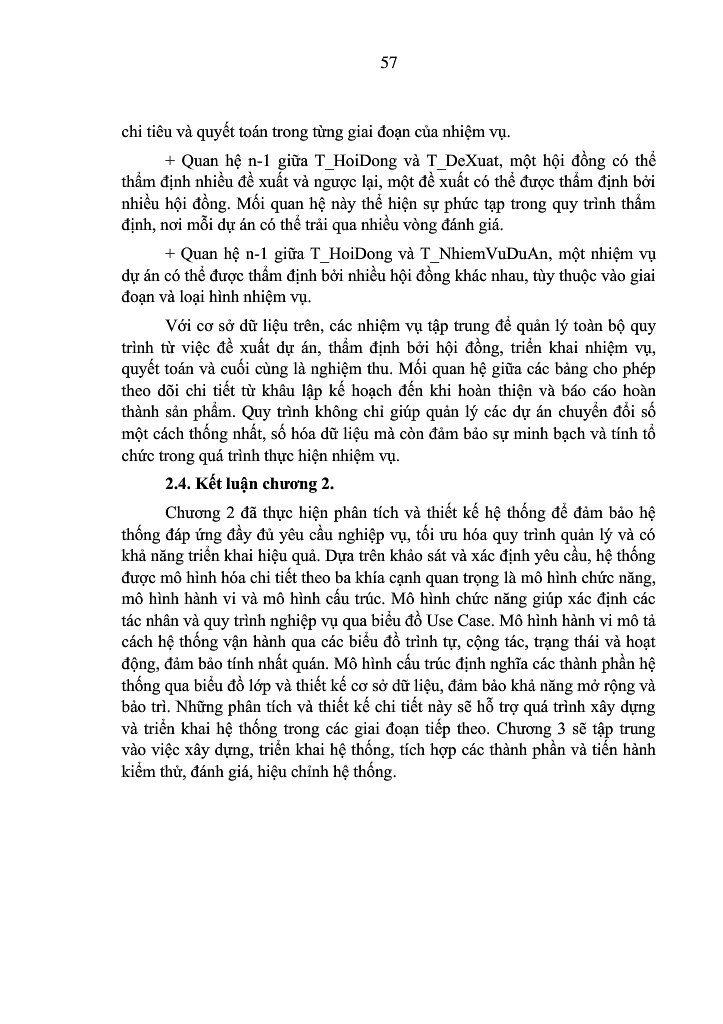 57
chi tiêu và quyết toán trong từng giai đoạn của nhiệm vụ.
+ Quan hệ n-1 giữa T_HoiDong và T_DeXuat, một hội đồng có thể
thẩm định nhiều đề xuất và ngược lại, một đề xuất có thể được thẩm định bởi
nhiều hội đồng. Mối quan hệ này thể hiện sự phức tạp trong quy trình thẩm
định, nơi mỗi dự án có thể trải qua nhiều vòng đánh giá.
+ Quan hệ n-1 giữa T_HoiDong và T_NhiemVuDuAn, một nhiệm vụ
dự án có thể được thẩm định bởi nhiều hội đồng khác nhau, tùy thuộc vào giai
đoạn và loại hình nhiệm vụ.
Với cơ sở dữ liệu trên, các nhiệm vụ tập trung để quản lý toàn bộ quy
trình từ việc đề xuất dự án, thẩm định bởi hội đồng, triển khai nhiệm vụ,
quyết toán và cuối cùng là nghiệm thu. Mối quan hệ giữa các bảng cho phép
theo dõi chi tiết từ khâu lập kế hoạch đến khi hoàn thiện và báo cáo hoàn
thành sản phẩm. Quy trình không chỉ giúp quản lý các dự án chuyển đổi số
một cách thống nhất, số hóa dữ liệu mà còn đảm bảo sự minh bạch và tính tổ
chức trong quá trình thực hiện nhiệm vụ.
2.4. Kết luận chương 2.
Chương 2 đã thực hiện phân tích và thiết kế hệ thống để đảm bảo hệ
thống đáp ứng đầy đủ yêu cầu nghiệp vụ, tối ưu hóa quy trình quản lý và có
khả năng triển khai hiệu quả. Dựa trên khảo sát và xác định yêu cầu, hệ thống
được mô hình hóa chi tiết theo ba khía cạnh quan trọng là mô hình chức năng,
mô hình hành vi và mô hình cấu trúc. Mô hình chức năng giúp xác định các
tác nhân và quy trình nghiệp vụ qua biểu đồ Use Case. Mô hình hành vi mô tả
cách hệ thống vận hành qua các biểu đồ trình tự, cộng tác, trạng thái và hoạt
động, đảm bảo tính nhất quán. Mô hình cấu trúc định nghĩa các thành phần hệ
thống qua biểu đồ lớp và thiết kế cơ sở dữ liệu, đảm bảo khả năng mở rộng và
bảo trì. Những phân tích và thiết kế chi tiết này sẽ hỗ trợ quá trình xây dựng
và triển khai hệ thống trong các giai đoạn tiếp theo. Chương 3 sẽ tập trung
vào việc xây dựng, triển khai hệ thống, tích hợp các thành phần và tiến hành
kiểm thử, đánh giá, hiệu chỉnh hệ thống.